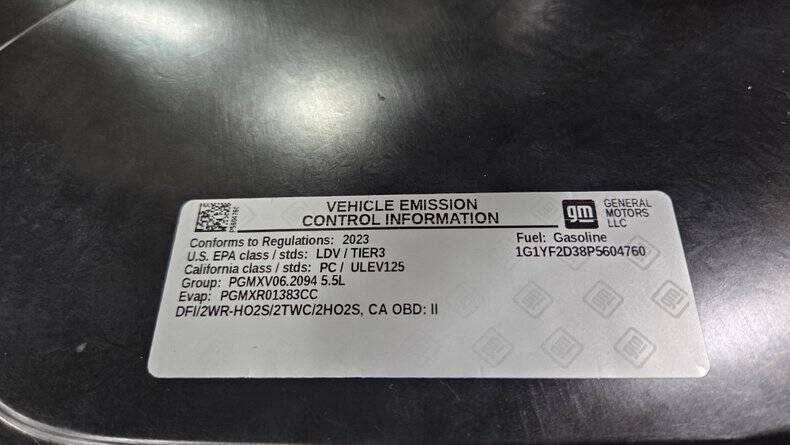 VEHICLE EMISSION
CONTROL INFORMATION
gm
GENERAL
MOTORS
LLC
P5604760
Conforms to Regulations: 2023
U.S. EPA class / stds: LDV / TIER3
California class / stds: PC / ULEV125
Group: PGMXV06.2094 5.5L
Evap: PGMXR01383CC
DFI/2WR-HO2S/2TWC/2HO2S, CA OBD: II
Fuel: Gasoline
1G1YF2D38P5604760